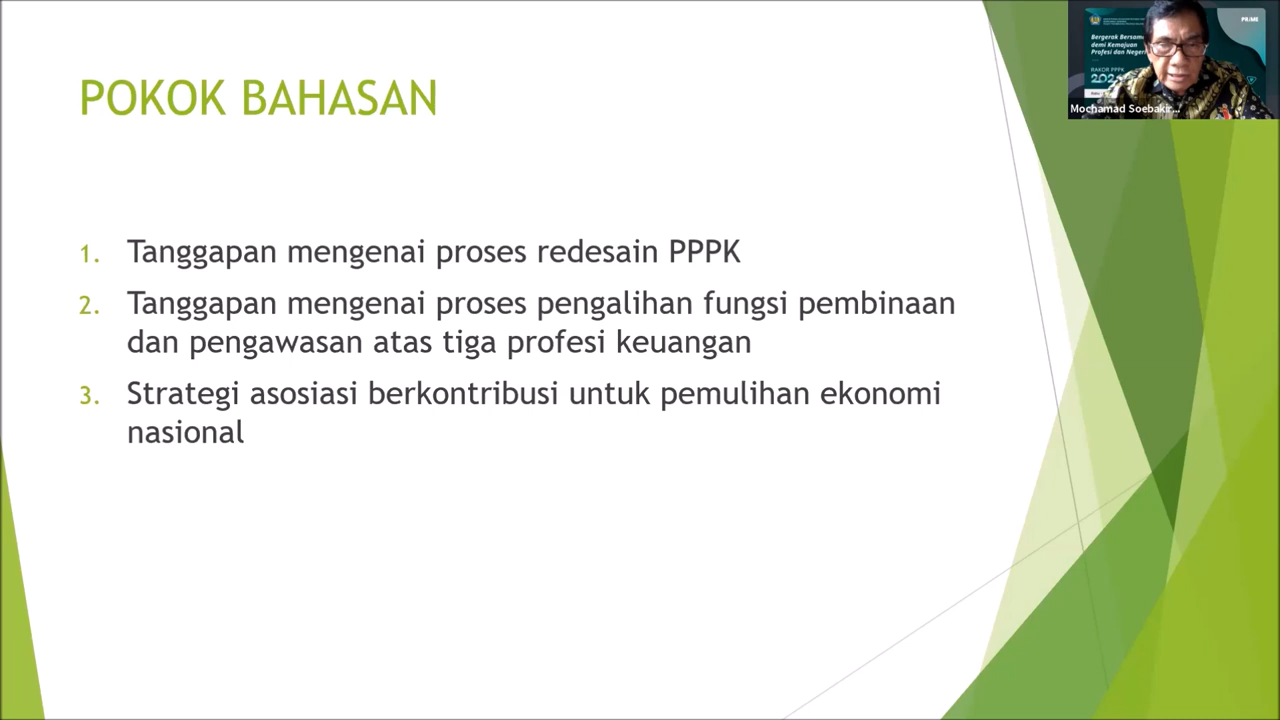 POKOK BAHASAN
1. Tanggapan mengenai proses redesain PPPK
2. Tanggapan mengenai proses pengalihan fungsi pembinaan
dan pengawasan atas tiga profesi keuangan
3. Strategi asosiasi berkontribusi untuk pemulihan ekonomi
nasional
PRIME
Bergerak Bersama
demi Kemajuan
Profesi dan Negeri
RAKOR PPPK
Mochamad Soebakir...